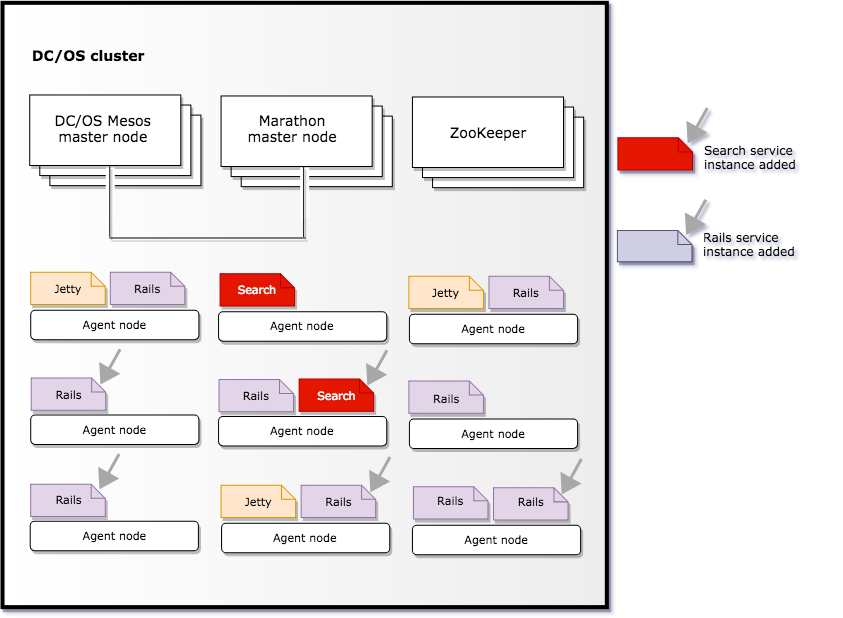 DC/OS cluster
DC/OS Mesos
master node
Marathon
master node
ZooKeeper
Search service
instance added
Rails service
instance added
Jetty
Rails
Agent node
Search
Agent node
Jetty
Rails
Agent node
Rails
Agent node
Rails
Search
Agent node
Rails
Agent node
Rails
Agent node
Jetty
Rails
Agent node
Rails
Rails
Agent node